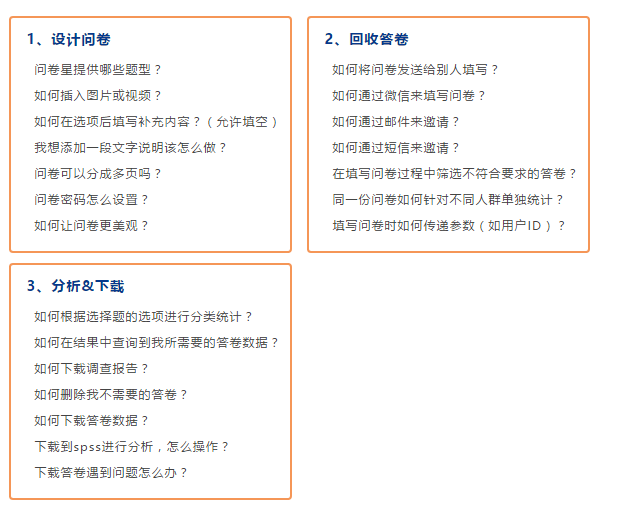 1、设计问卷
问卷星提供哪些题型？
如何插入图片或视频？
如何在选项后填写补充内容？（允许填空）
我想添加一段文字说明该怎么做？
问卷可以分成多页吗？
问卷密码怎么设置？
如何让问卷更美观？
2、回收答卷
如何将问卷发送给别人填写？
如何通过微信来填写问卷？
如何通过邮件来邀请？
如何通过短信来邀请？
在填写问卷过程中筛选不符合要求的答卷？
同一份问卷如何针对不同人群单独统计？
填写问卷时如何传递参数（如用户ID）？
3、分析&下载
如何根据选择题的选项进行分类统计？
如何在结果中查询到我所需要的答卷数据？
如何下载调查报告？
如何删除我不需要的答卷？
如何下载答卷数据？
下载到spss进行分析，怎么操作？
下载答卷遇到问题怎么办？